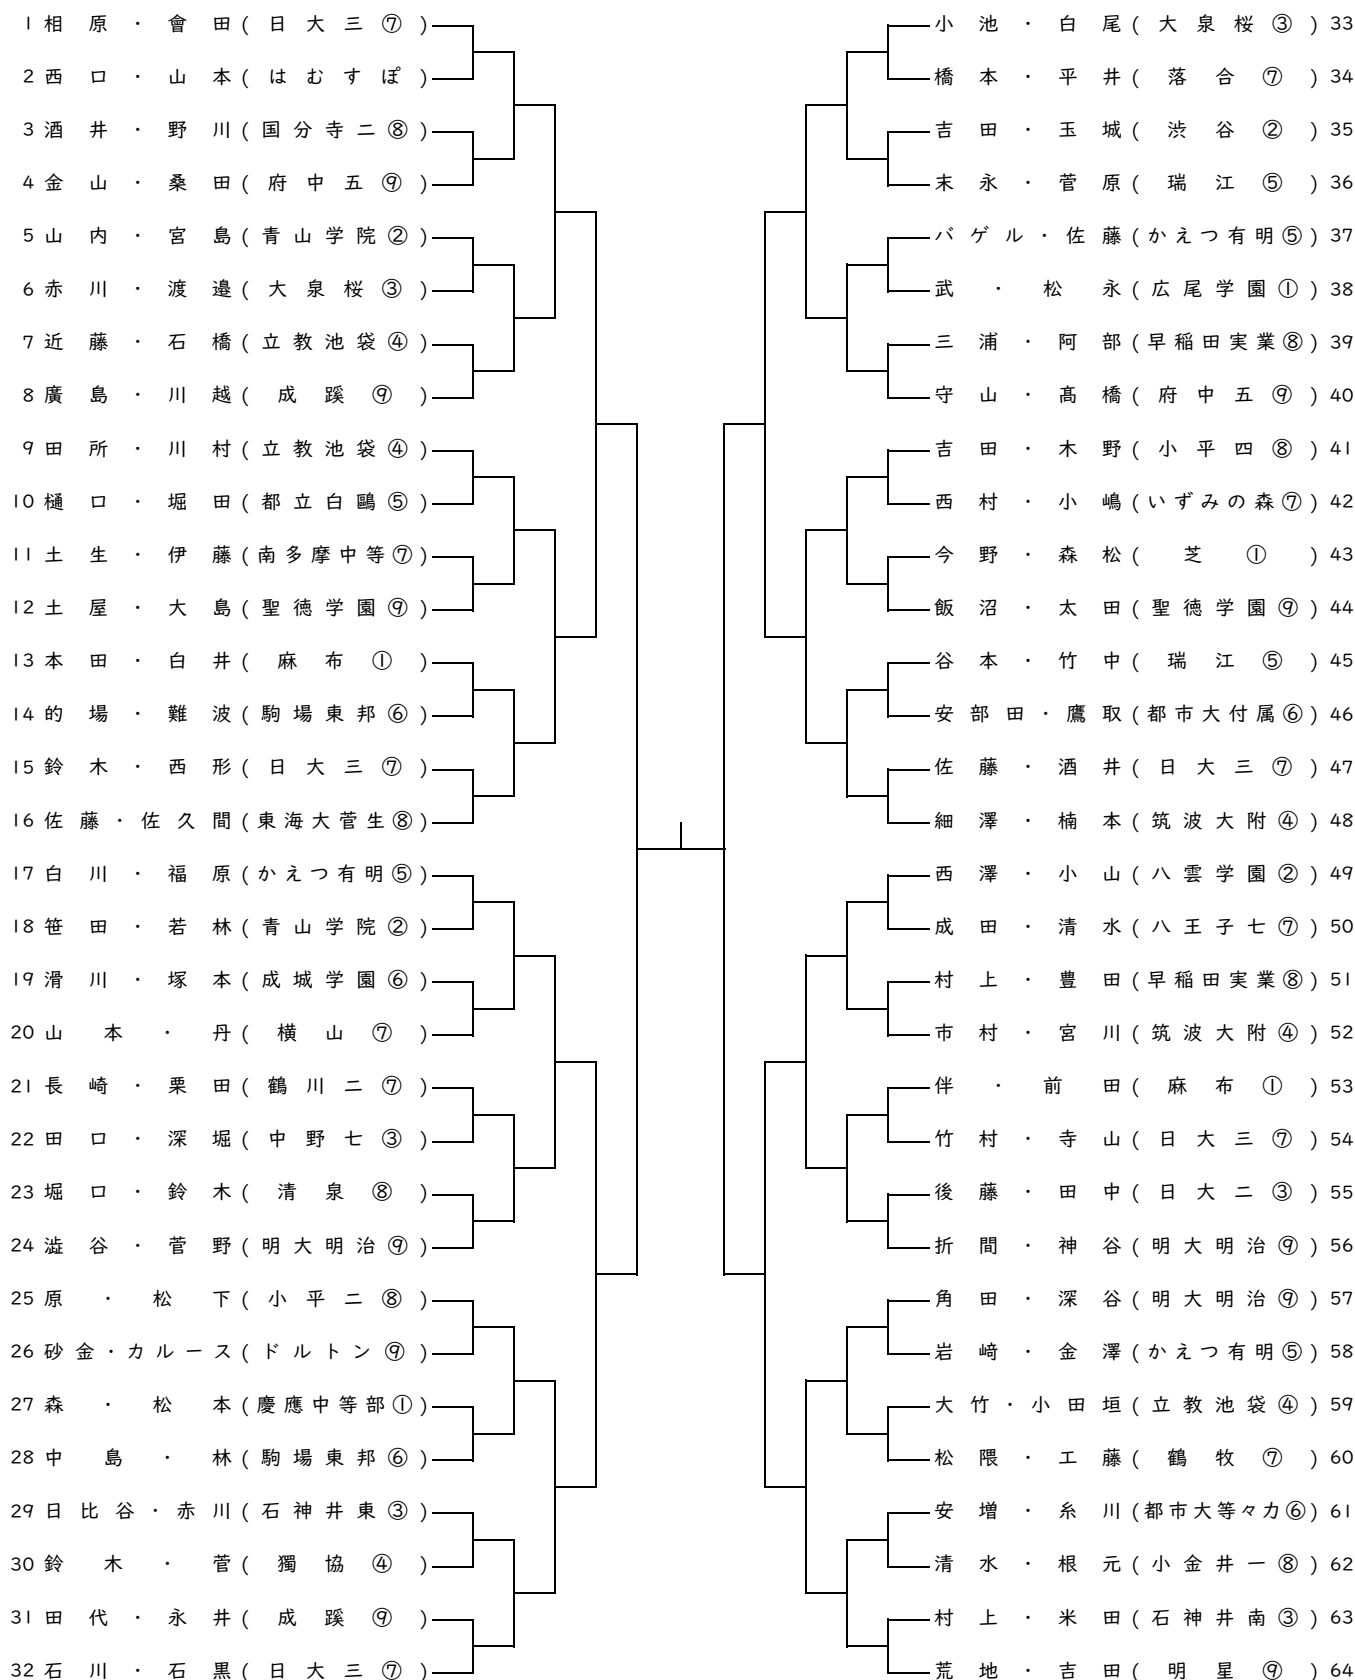 1 相原・會田(日大三⑦)
2 西口・山本(はむすぽ)
3 酒井・野川(国分寺二⑧)
4 金山・桑田(府中五⑨)
5 山内・宮島(青山学院②)
6 赤川・渡邉(大泉桜③)
7 近藤・石橋(立教池袋④)
8 廣島・川越(成蹊⑨)
9 田所・川村(立教池袋④)
10 樋口・堀田(都立白鷗⑤)
11 土生・伊藤(南多摩中等⑦)
12 土屋・大島(聖徳学園⑨)
13 本田・白井(麻布①)
14 的場・難波(駒場東邦⑥)
15 鈴木・西形(日大三⑦)
16 佐藤・佐久間(東海大菅生⑧)
17 白川・福原(かえつ有明⑤)
18 笹田・若林(青山学院②)
19 滑川・塚本(成城学園⑥)
20 山本・丹(横山⑦)
21 長崎・栗田(鶴川二⑦)
22 田口・深堀(中野七③)
23 堀口・鈴木(清泉⑧)
24 澁谷・菅野(明大明治⑨)
25 原・松下(小平二⑧)
26 砂金・カルース(ドルトン⑨)
27 森・松本(慶應中等部①)
28 中島・林(駒場東邦⑥)
29 日比谷・赤川(石神井東③)
30 鈴木・菅(獨協④)
31 田代・永井(成蹊⑨)
32 石川・石黒(日大三⑦)
小池・白尾(大泉桜③) 33
橋本・平井(落合⑦) 34
吉田・玉城(渋谷②) 35
末永・菅原(瑞江⑤) 36
バゲル・佐藤(かえつ有明⑤) 37
武・松永(広尾学園①) 38
三浦・阿部(早稲田実業⑧) 39
守山・髙橋(府中五⑨) 40
吉田・木野(小平四⑧) 41
西村・小嶋(いずみの森⑦) 42
今野・森松(芝①) 43
飯沼・太田(聖徳学園⑨) 44
谷本・竹中(瑞江⑤) 45
安部田・鷹取(都市大付属⑥) 46
佐藤・酒井(日大三⑦) 47
細澤・楠本(筑波大附④) 48
西澤・小山(八雲学園②) 49
成田・清水(八王子七⑦) 50
村上・豊田(早稲田実業⑧) 51
市村・宮川(筑波大附④) 52
伴・前田(麻布①) 53
竹村・寺山(日大三⑦) 54
後藤・田中(日大二③) 55
折間・神谷(明大明治⑨) 56
角田・深谷(明大明治⑨) 57
岩﨑・金澤(かえつ有明⑤) 58
大竹・小田垣(立教池袋④) 59
松隈・工藤(鶴牧⑦) 60
安増・糸川(都市大等々力⑥) 61
清水・根元(小金井一⑧) 62
村上・米田(石神井南③) 63
荒地・吉田(明星⑨) 64